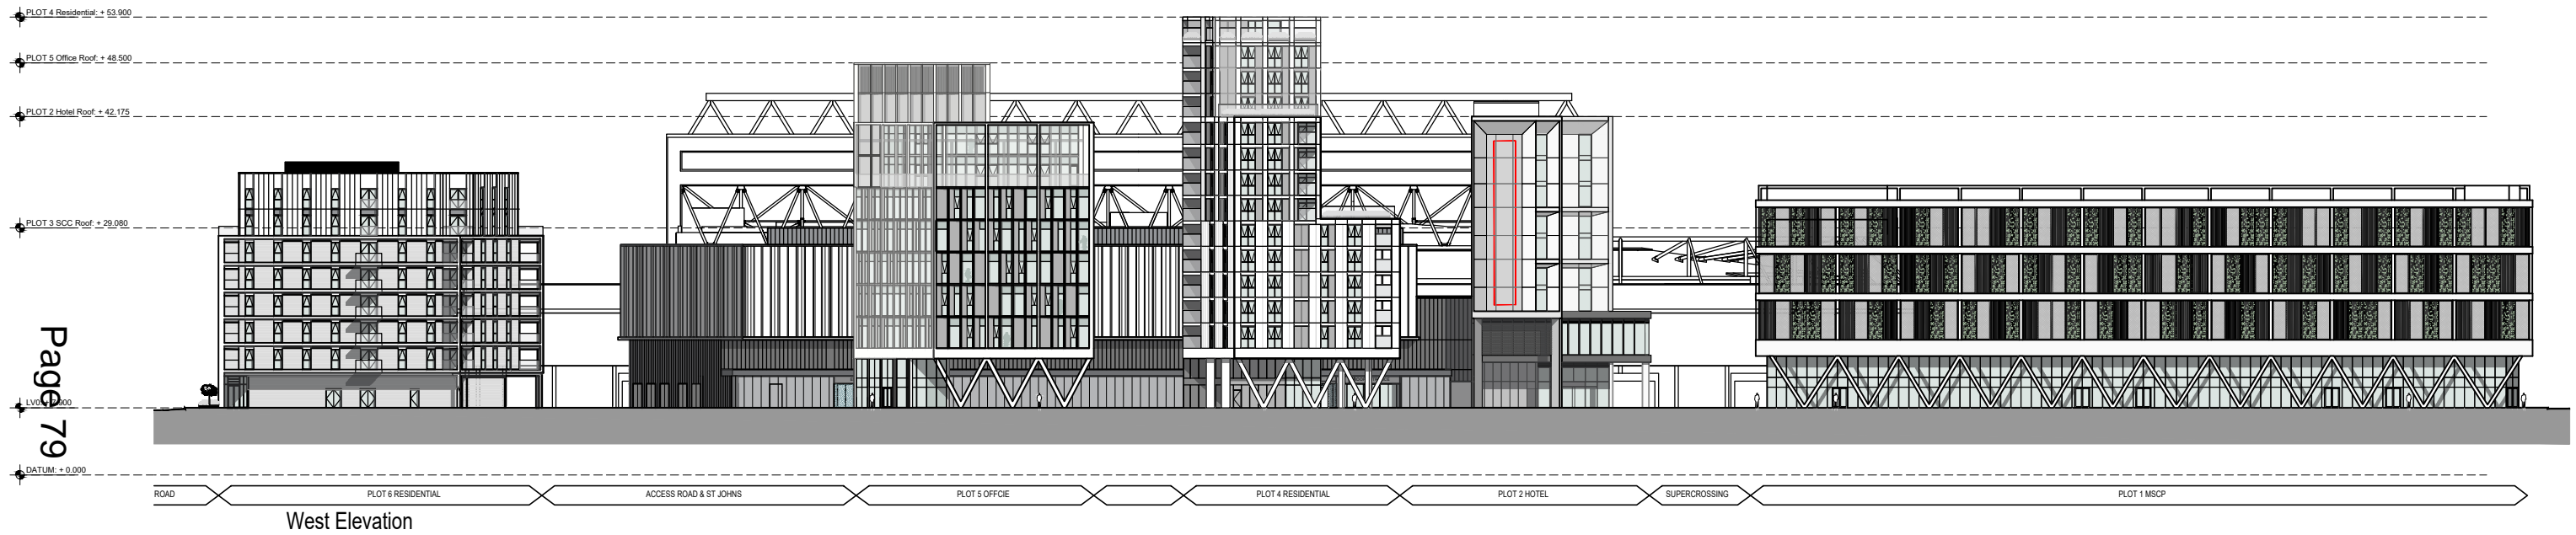 PLOT 4 Residential: + 53.900
PLOT 5 Office Roof: + 48.500
PLOT 2 Hotel Roof: + 42.175
PLOT 3 SCC Roof: + 29.080
Page 79
DATUM: + 0.000
ROAD
PLOT 6 RESIDENTIAL
ACCESS ROAD & ST JOHNS
PLOT 5 OFFCIE
PLOT 4 RESIDENTIAL
PLOT 2 HOTEL
SUPERCROSSING
PLOT 1 MSCP
West Elevation